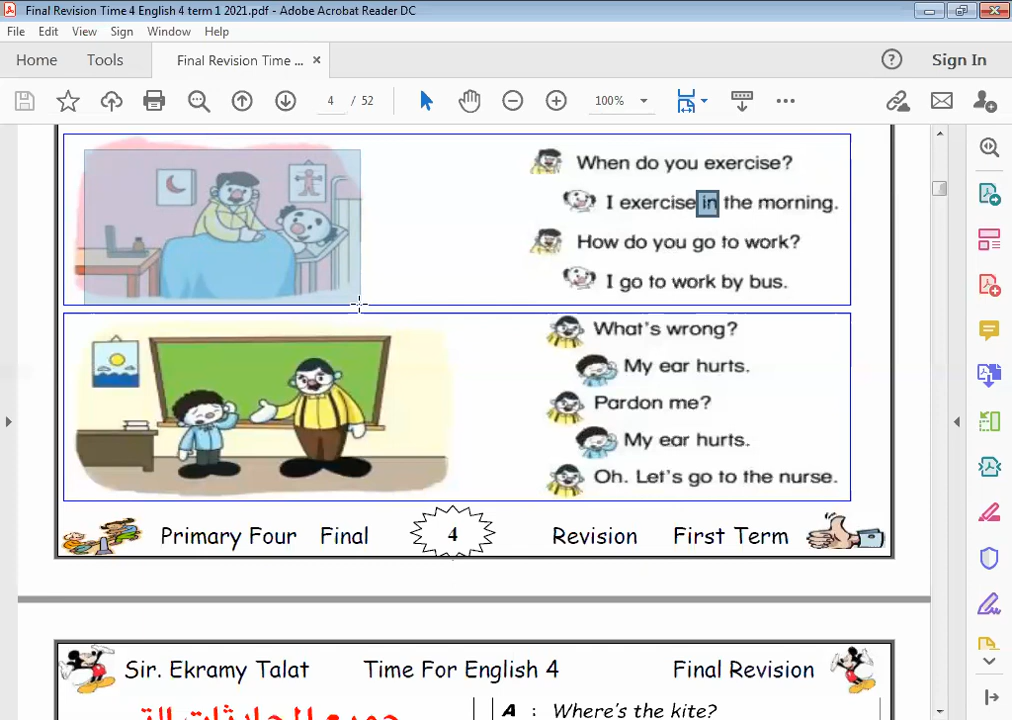 Final Revision Time 4 English 4 term 1 2021.pdf - Adobe Acrobat Reader DC
File Edit View Sign Window Help
Home Tools Final Revision Time ... × Sign In
4 / 52 100%
When do you exercise?
I exercise in the morning.
How do you go to work?
I go to work by bus.
What's wrong?
My ear hurts.
Pardon me?
My ear hurts.
Oh. Let's go to the nurse.
Primary Four Final 4 Revision First Term
Sir. Ekramy Talat Time For English 4 Final Revision
A : Where's the kite?